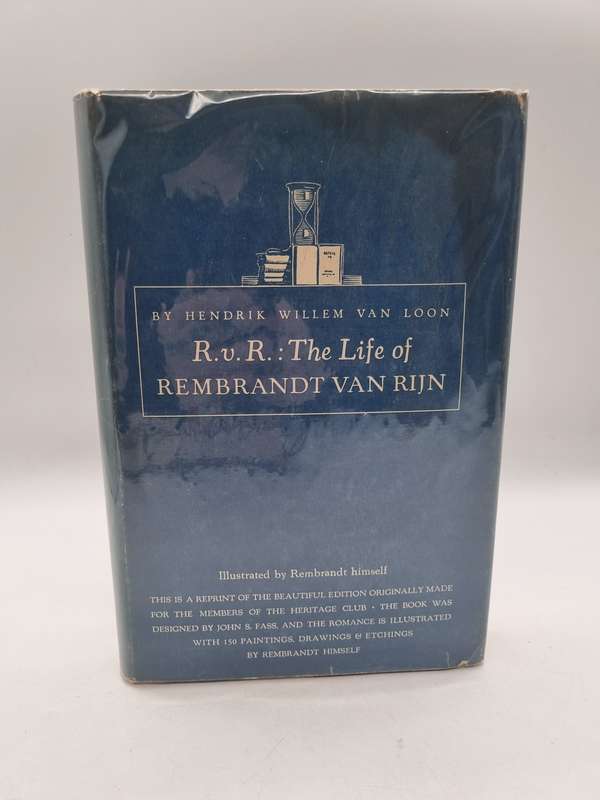 BY HENDRIK WILLEM VAN LOON
R.v.R.: The Life of
REMBRANDT VAN RIJN
Illustrated by Rembrandt himself
THIS IS A REPRINT OF THE BEAUTIFUL EDITION ORIGINALLY MADE
FOR THE MEMBERS OF THE HERITAGE CLUB • THE BOOK WAS
DESIGNED BY JOHN S. FASS, AND THE ROMANCE IS ILLUSTRATED
WITH 150 PAINTINGS, DRAWINGS & ETCHINGS
BY REMBRANDT HIMSELF